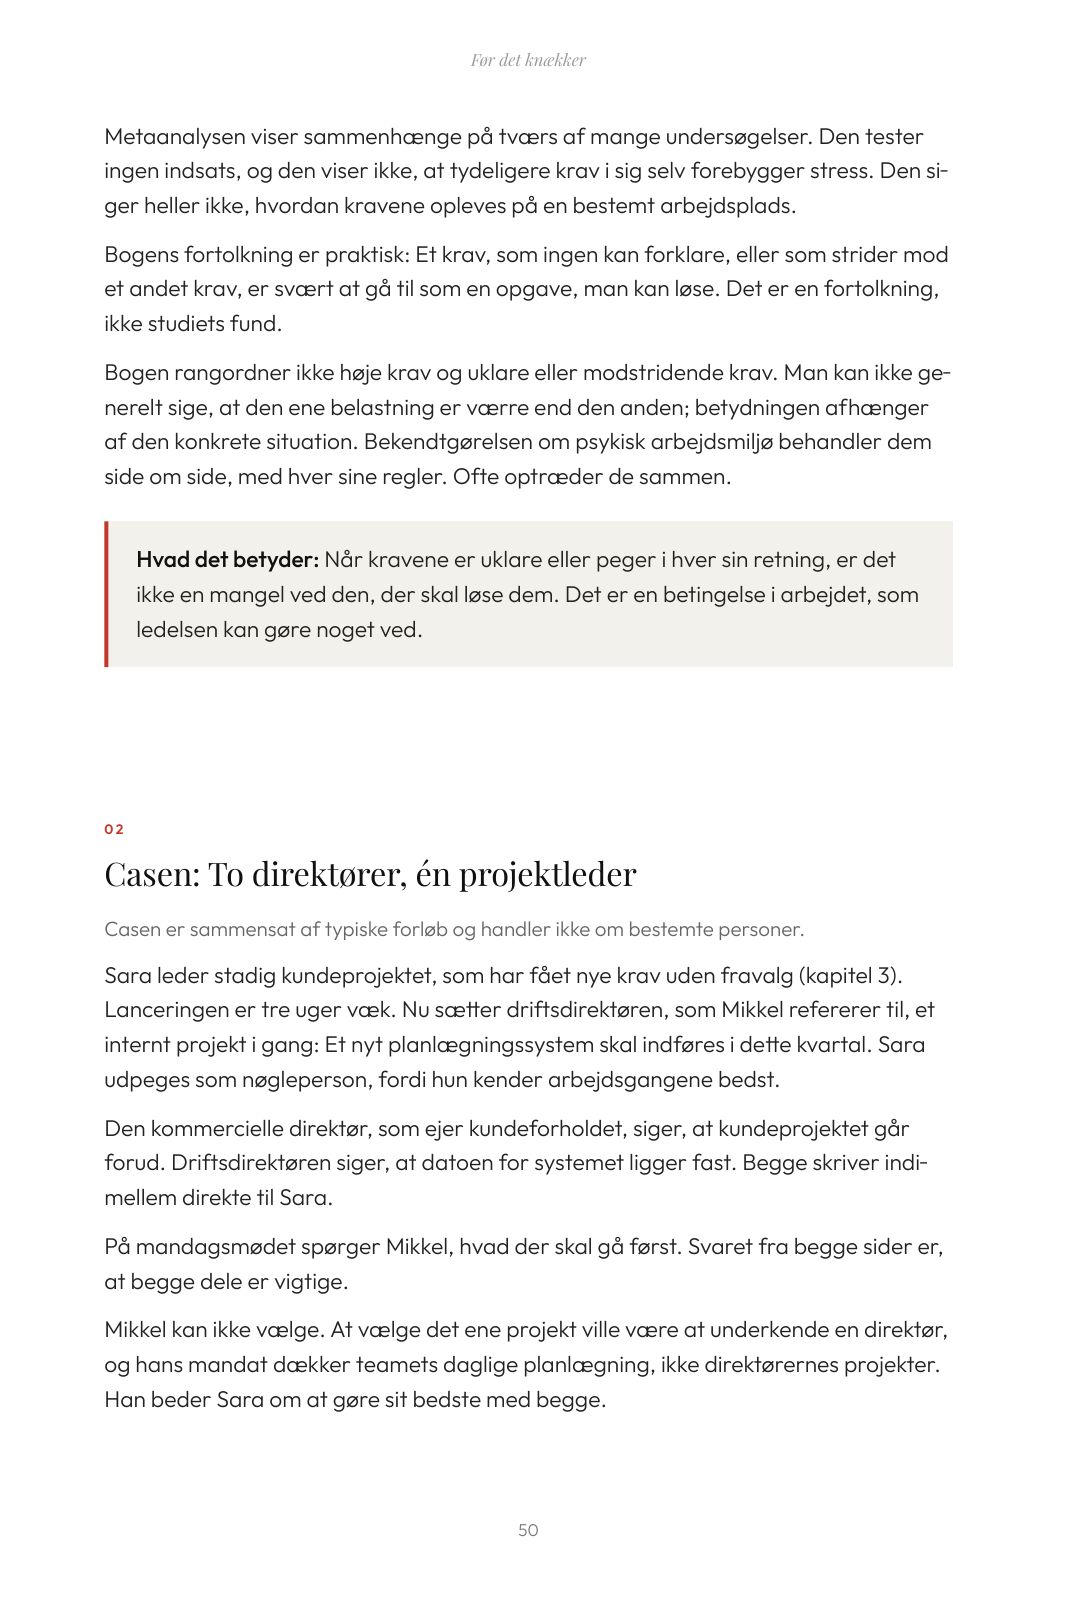 Før det knækker
Metaanalysen viser sammenhænge på tværs af mange undersøgelser. Den tester
ingen indsats, og den viser ikke, at tydeligere krav i sig selv forebygger stress. Den si-
ger heller ikke, hvordan kravene opleves på en bestemt arbejdsplads.
Bogens fortolkning er praktisk: Et krav, som ingen kan forklare, eller som strider mod
et andet krav, er svært at gå til som en opgave, man kan løse. Det er en fortolkning,
ikke studiets fund.
Bogen rangordner ikke høje krav og uklare eller modstridende krav. Man kan ikke ge-
nerelt sige, at den ene belastning er værre end den anden; betydningen afhænger
af den konkrete situation. Bekendtgørelsen om psykisk arbejdsmiljø behandler dem
side om side, med hver sine regler. Ofte optræder de sammen.
Hvad det betyder: Når kravene er uklare eller peger i hver sin retning, er det
ikke en mangel ved den, der skal løse dem. Det er en betingelse i arbejdet, som
ledelsen kan gøre noget ved.
02
Casen: To direktører, én projektleder
Casen er sammensat af typiske forløb og handler ikke om bestemte personer.
Sara leder stadig kundeprojektet, som har fået nye krav uden fravalg (kapitel 3).
Lanceringen er tre uger væk. Nu sætter driftsdirektøren, som Mikkel refererer til, et
internt projekt i gang: Et nyt planlægningssystem skal indføres i dette kvartal. Sara
udpeges som nøgleperson, fordi hun kender arbejdsgangene bedst.
Den kommercielle direktør, som ejer kundeforholdet, siger, at kundeprojektet går
forud. Driftsdirektøren siger, at datoen for systemet ligger fast. Begge skriver indi-
mellem direkte til Sara.
På mandagsmødet spørger Mikkel, hvad der skal gå først. Svaret fra begge sider er,
at begge dele er vigtige.
Mikkel kan ikke vælge. At vælge det ene projekt ville være at underkende en direktør,
og hans mandat dækker teamets daglige planlægning, ikke direktørernes projekter.
Han beder Sara om at gøre sit bedste med begge.
50